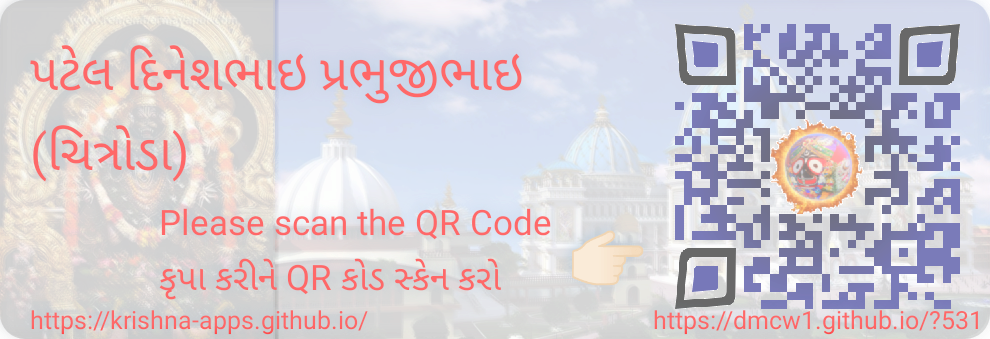 પટેલ દિનેશભાઇ પ્રભુજીભાઇ
(ચિત્રોડા)
Please scan the QR Code
કૃપા કરીને QR કોડ સ્કેન કરો
https://krishna-apps.github.io/
https://dmcw1.github.io/?531